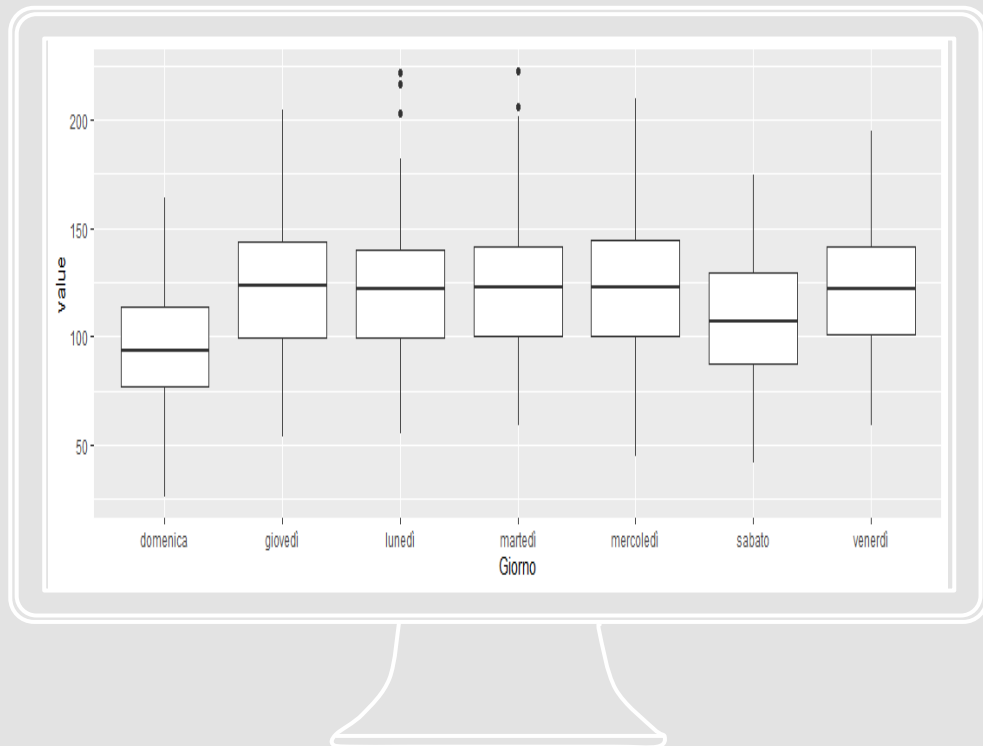 200
150
100
50
value
domenica giovedì lunedì martedì mercoledì sabato venerdì
Giorno